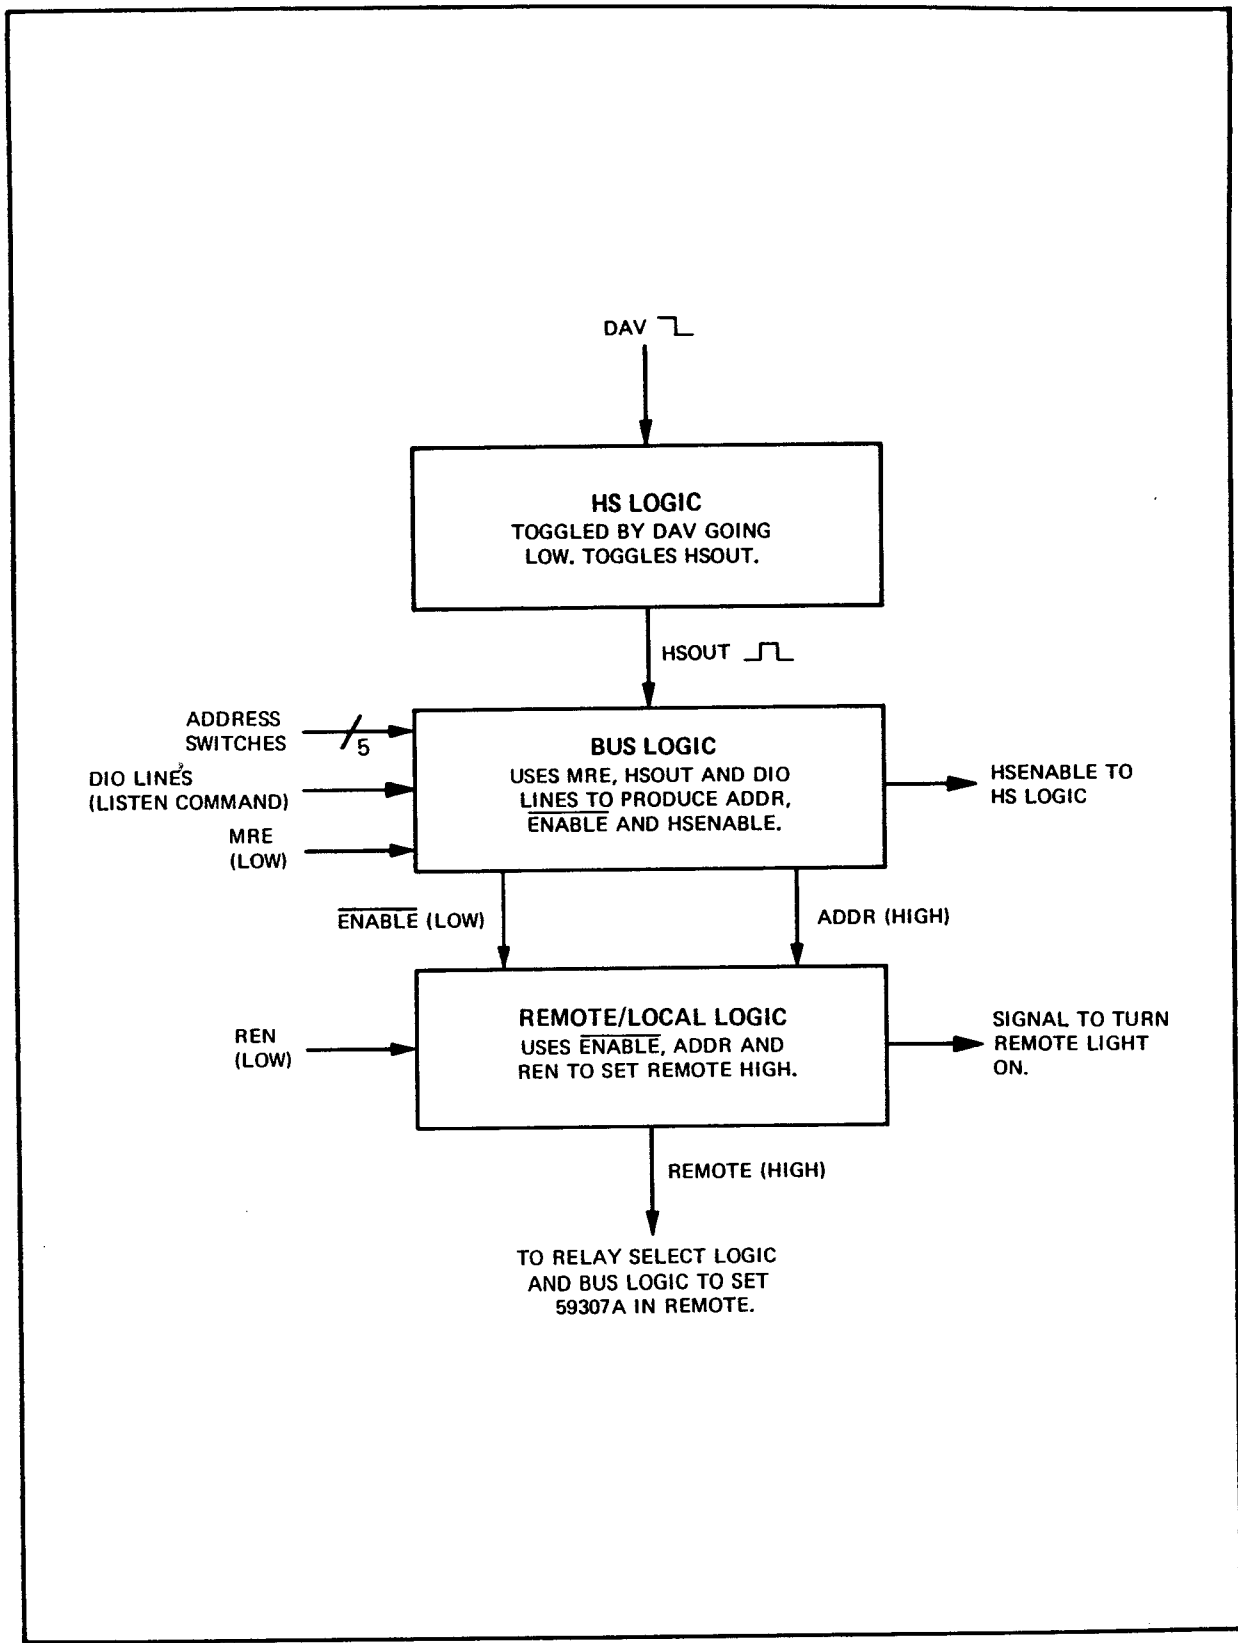 DAV
HS LOGIC
TOGGLED BY DAV GOING
LOW. TOGGLES HSOUT.
HSOUT
ADDRESS
SWITCHES
5
DIO LINES
(LISTEN COMMAND)
MRE
(LOW)
BUS LOGIC
USES MRE, HSOUT AND DIO
LINES TO PRODUCE ADDR,
ENABLE AND HSENABLE.
HSENABLE TO
HS LOGIC
ENABLE (LOW)
ADDR (HIGH)
REN
(LOW)
REMOTE/LOCAL LOGIC
USES ENABLE, ADDR AND
REN TO SET REMOTE HIGH.
SIGNAL TO TURN
REMOTE LIGHT
ON.
REMOTE (HIGH)
TO RELAY SELECT LOGIC
AND BUS LOGIC TO SET
59307A IN REMOTE.